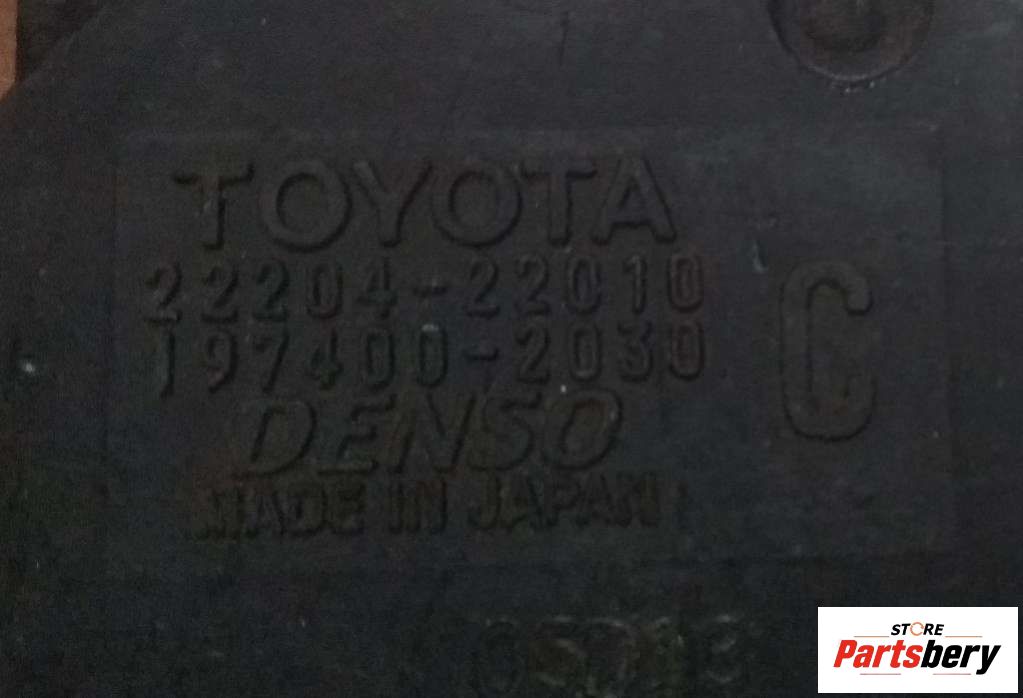 TOYOTA
22204-22010
197400-2030
C
DENSO
MADE IN JAPAN
STORE
Partsbery